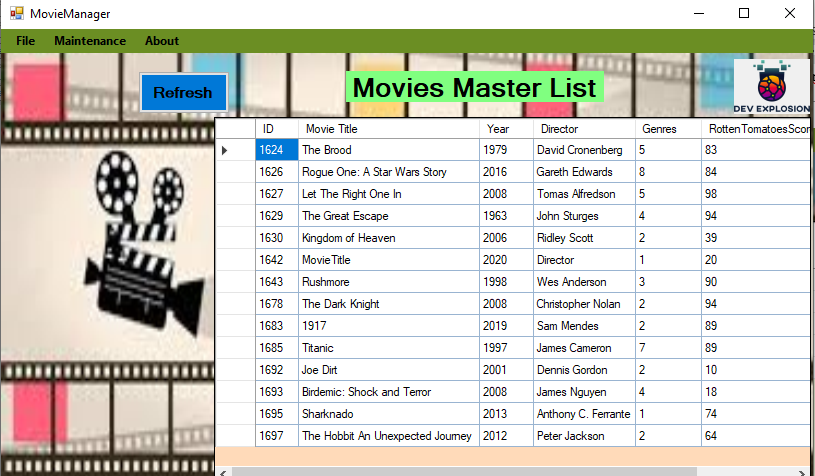 MovieManager
File Maintenance About
Refresh
Movies Master List
DEV EXPLOSION
ID Movie Title Year Director Genres RottenTomatoesScor
1624 The Brood 1979 David Cronenberg 5 83
1626 Rogue One: A Star Wars Story 2016 Gareth Edwards 8 84
1627 Let The Right One In 2008 Tomas Alfredson 5 98
1629 The Great Escape 1963 John Sturges 4 94
1630 Kingdom of Heaven 2006 Ridley Scott 2 39
1642 MovieTitle 2020 Director 1 20
1643 Rushmore 1998 Wes Anderson 3 90
1678 The Dark Knight 2008 Christopher Nolan 2 94
1683 1917 2019 Sam Mendes 2 89
1685 Titanic 1997 James Cameron 7 89
1692 Joe Dirt 2001 Dennis Gordon 2 10
1693 Birdemic: Shock and Terror 2008 James Nguyen 4 18
1695 Sharknado 2013 Anthony C. Ferrante 1 74
1697 The Hobbit An Unexpected Journey 2012 Peter Jackson 2 64